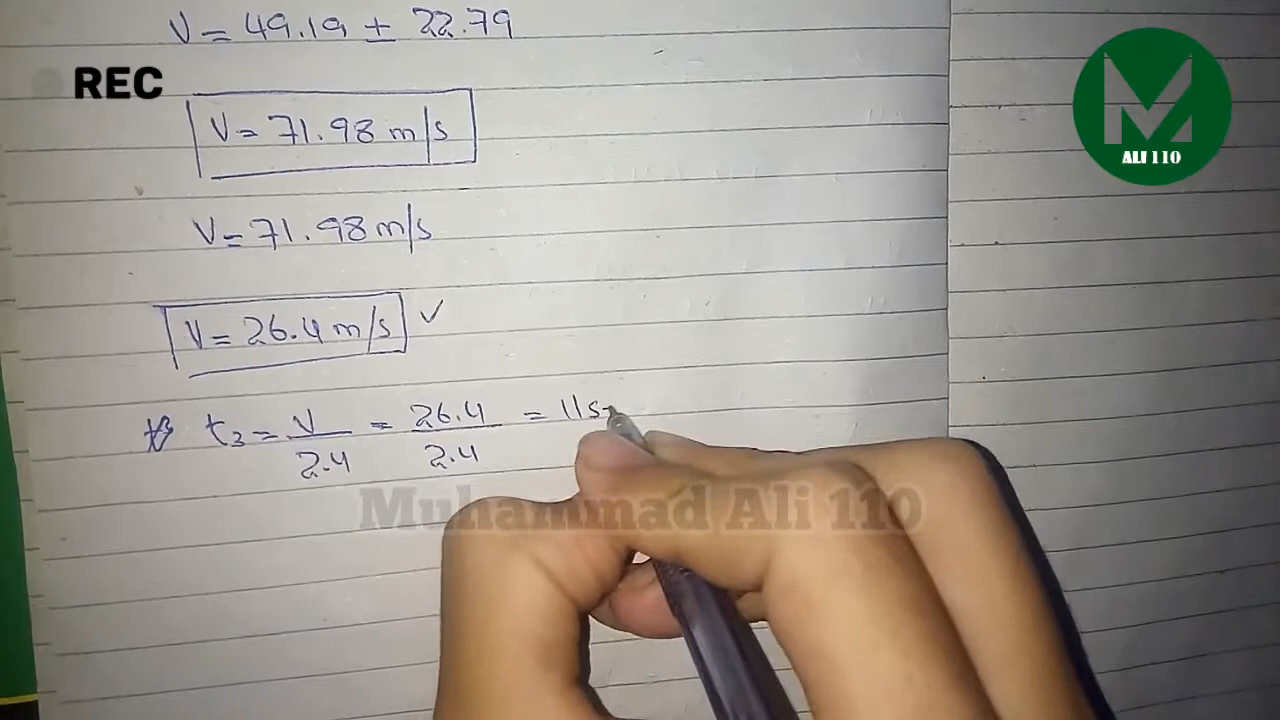 V = 49.19 ± 22.79
REC
V = 71.98 m/s
ALI 110
V = 71.98 m/s
V = 26.4 m/s ✓
t3 = V/2.4 = 26.4/2.4 = 11s
Muhammad Ali 110